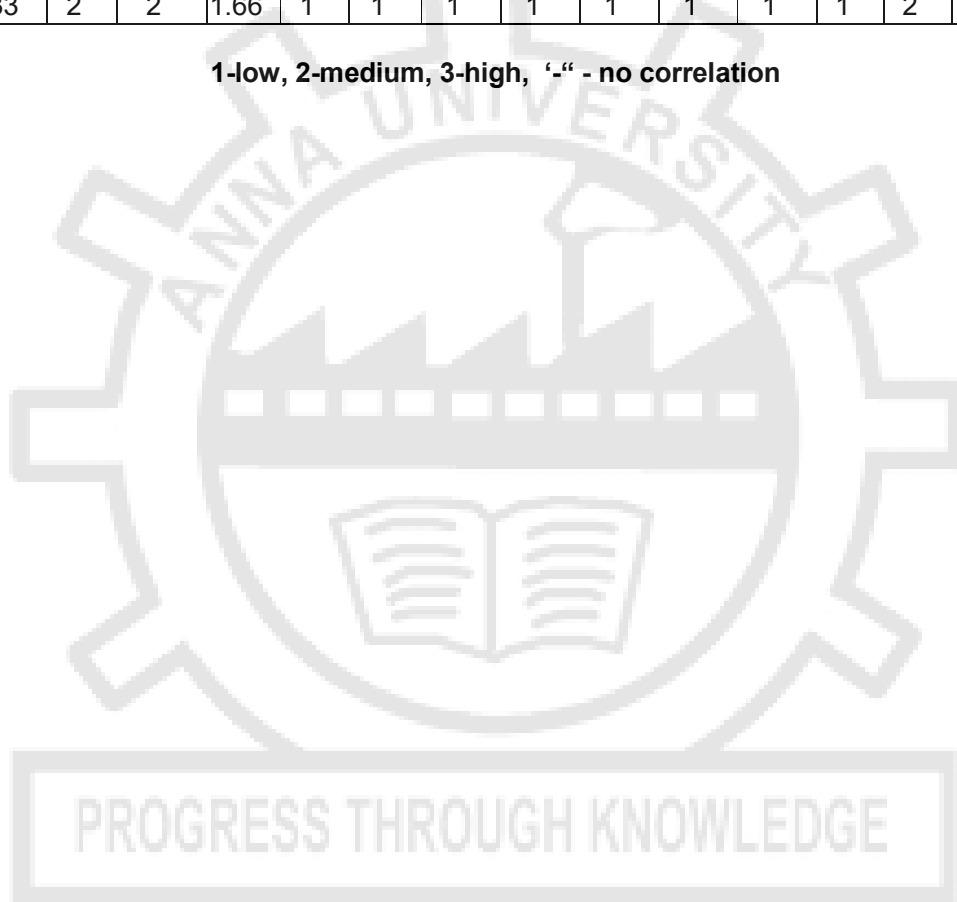 33 2 2 1.66 1 1 1 1 1 1 1 1 2
1-low, 2-medium, 3-high, ‘-“ - no correlation
ANNA UNIVERSITY
PROGRESS THROUGH KNOWLEDGE